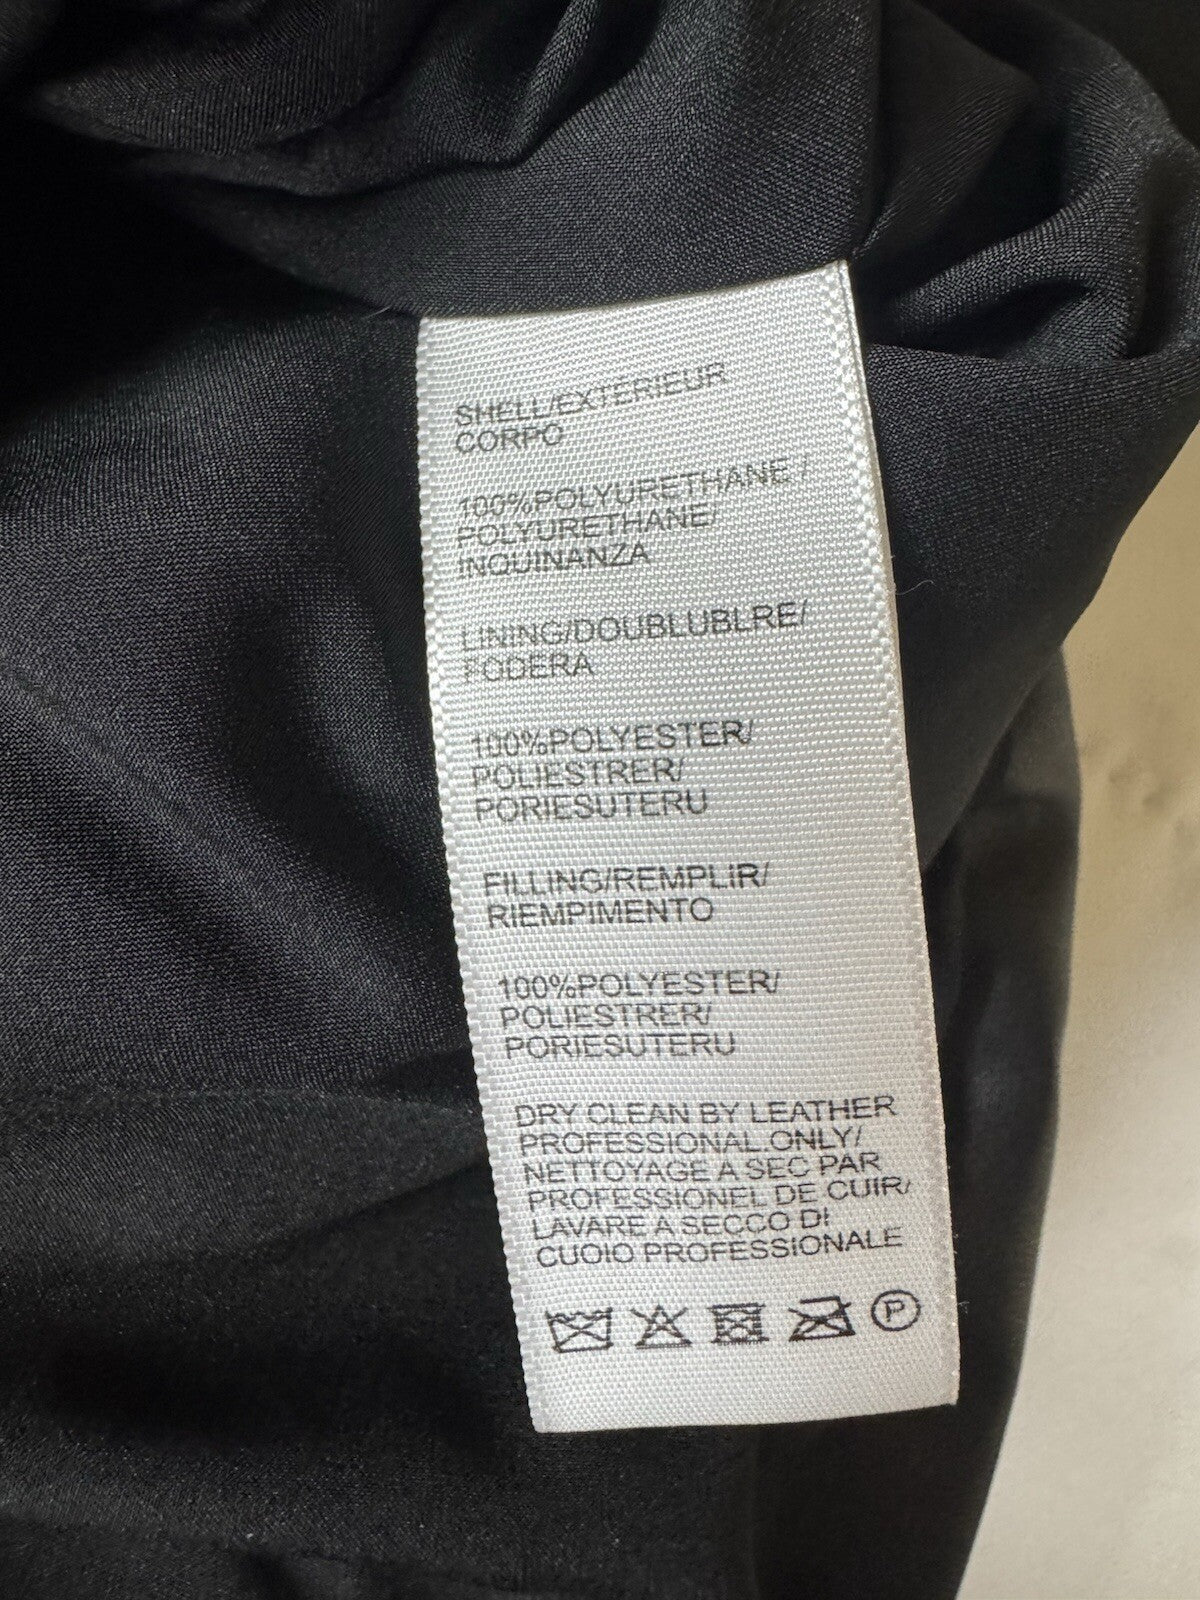 SHELL/EXTÉRIEUR
CORPO
100%POLYURETHANE /
POLYURETHANE/
INQUINANZA
LINING/DOUBLUBLRE/
FODERA
100%POLYESTER/
POLIESTRER/
PORIESUTERU
FILLING/REMPLIR/
RIEMPIMENTO
100%POLYESTER/
POLIESTRER/
PORIESUTERU
DRY CLEAN BY LEATHER
PROFESSIONAL ONLY/
NETTOYAGE A SEC PAR
PROFESSIONEL DE CUIR/
LAVARE A SECCO DI
CUOIO PROFESSIONALE
P